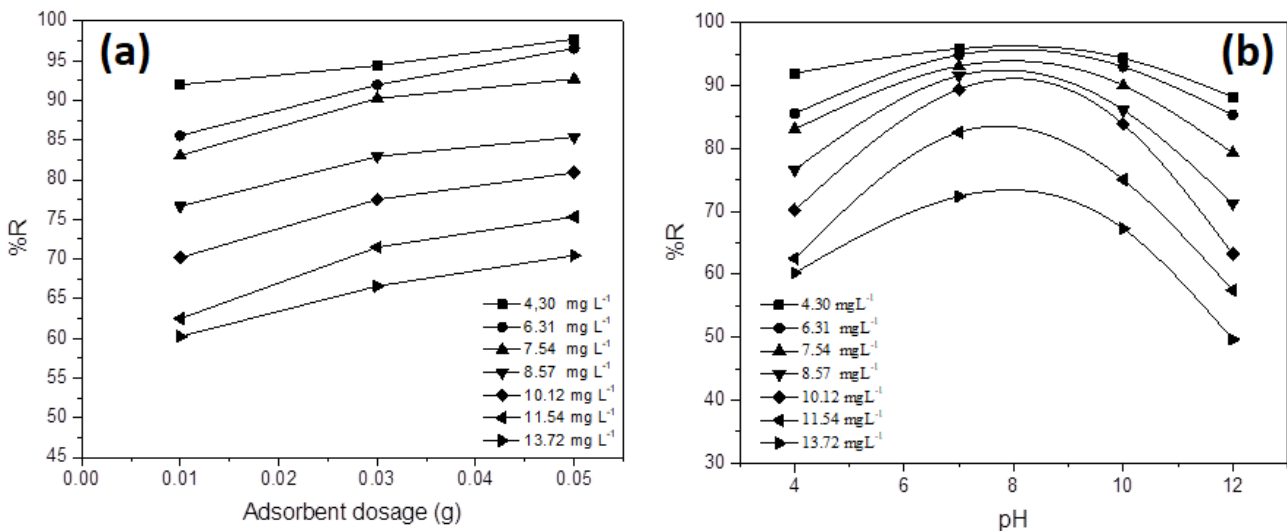 (a)
100
95
90
85
80
75
70
65
60
55
50
45
%R
0.00 0.01 0.02 0.03 0.04 0.05
Adsorbent dosage (g)
4,30 mg L⁻¹
6.31 mg L⁻¹
7.54 mg L⁻¹
8.57 mg L⁻¹
10.12 mg L⁻¹
11.54 mg L⁻¹
13.72 mg L⁻¹
(b)
100
90
80
70
60
50
40
30
%R
4 6 8 10 12
pH
4.30 mgL⁻¹
6.31 mgL⁻¹
7.54 mgL⁻¹
8.57 mgL⁻¹
10.12 mgL⁻¹
11.54 mgL⁻¹
13.72 mgL⁻¹